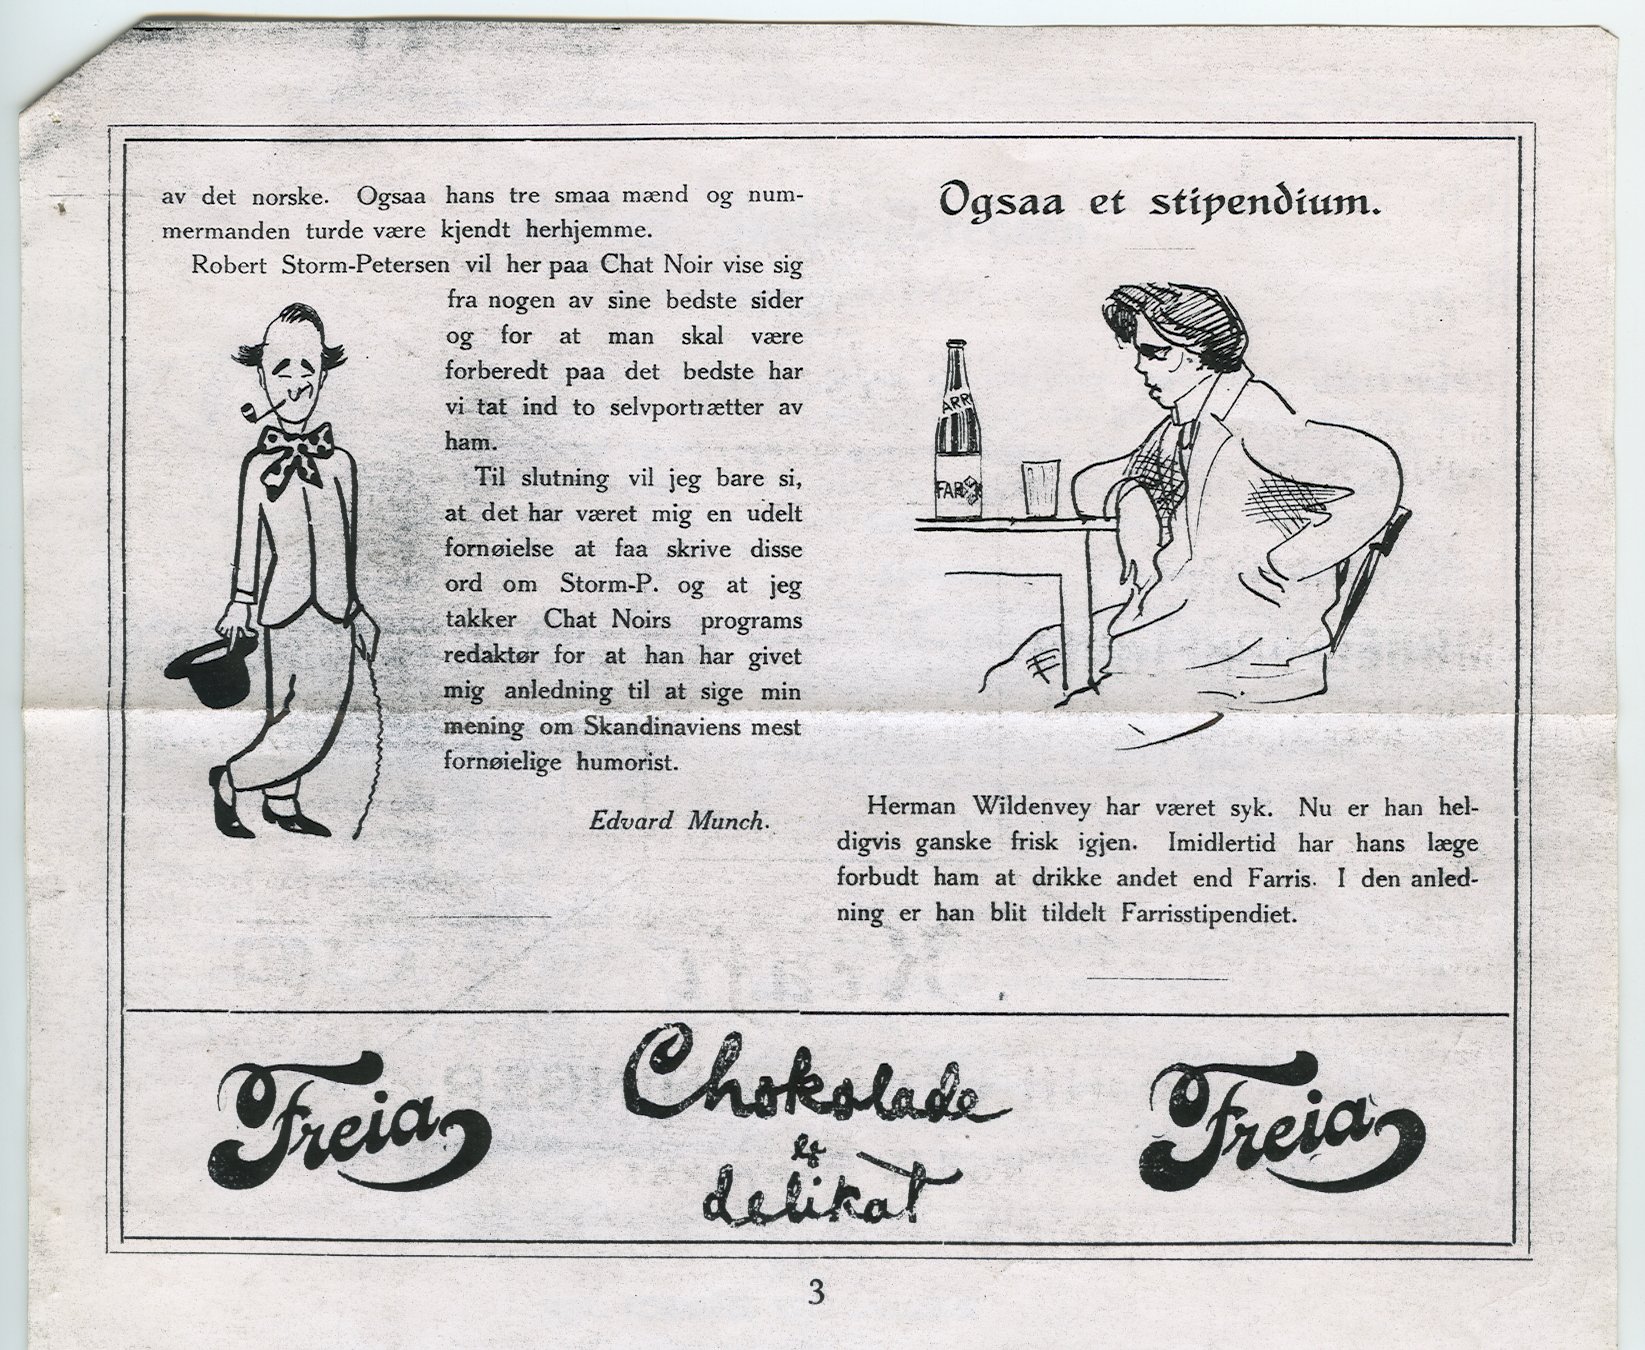 av det norske. Ogsaa hans tre smaa mænd og num-
mermanden turde være kjendt herhjemme.
Robert Storm-Petersen vil her paa Chat Noir vise sig
fra nogen av sine bedste sider
og for at man skal være
forberedt paa det bedste har
vi tat ind to selvportrætter av
ham.
Til slutning vil jeg bare si,
at det har været mig en udelt
fornøielse at faa skrive disse
ord om Storm-P. og at jeg
takker Chat Noirs programs
redaktør for at han har givet
mig anledning til at sige min
mening om Skandinaviens mest
fornøielige humorist.
Edvard Munch.
Ogsaa et stipendium.
ARR
FAR
Herman Wildenvey har været syk. Nu er han hel-
digvis ganske frisk igjen. Imidlertid har hans læge
forbudt ham at drikke andet end Farris. I den anled-
ning er han blit tildelt Farrisstipendiet.
Freia
Chokolade
er
delikat
Freia
3